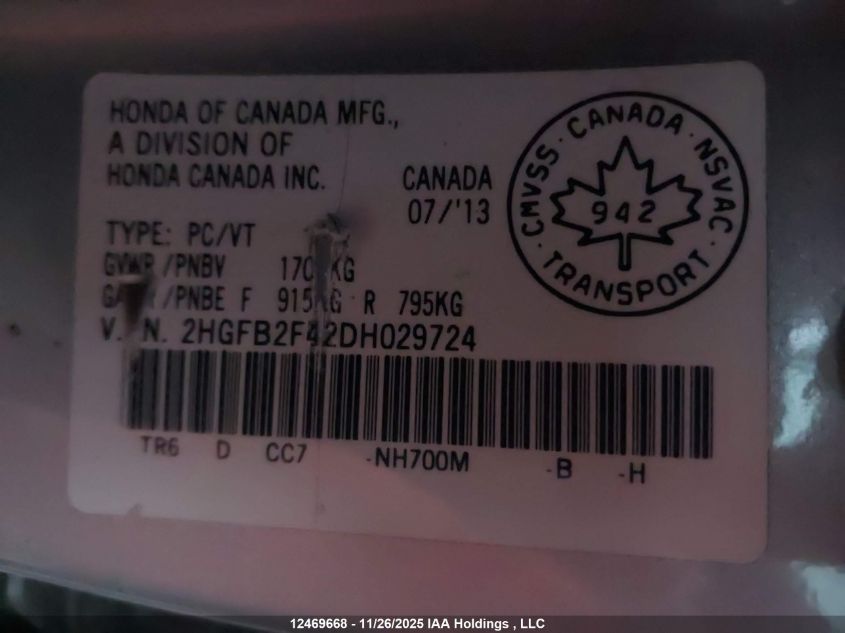 HONDA OF CANADA MFG.,
A DIVISION OF
HONDA CANADA INC.
CANADA
07/'13
CMVSS · CANADA · NSVAC · TRANSPORT ·
942
TYPE: PC/VT
/PNBV
/PNBE F 915KG R 795KG
2HGFB2F42DH029724
TR6 D CC7 -NH700M -B -H
12469668 - 11/26/2025 IAA Holdings , LLC